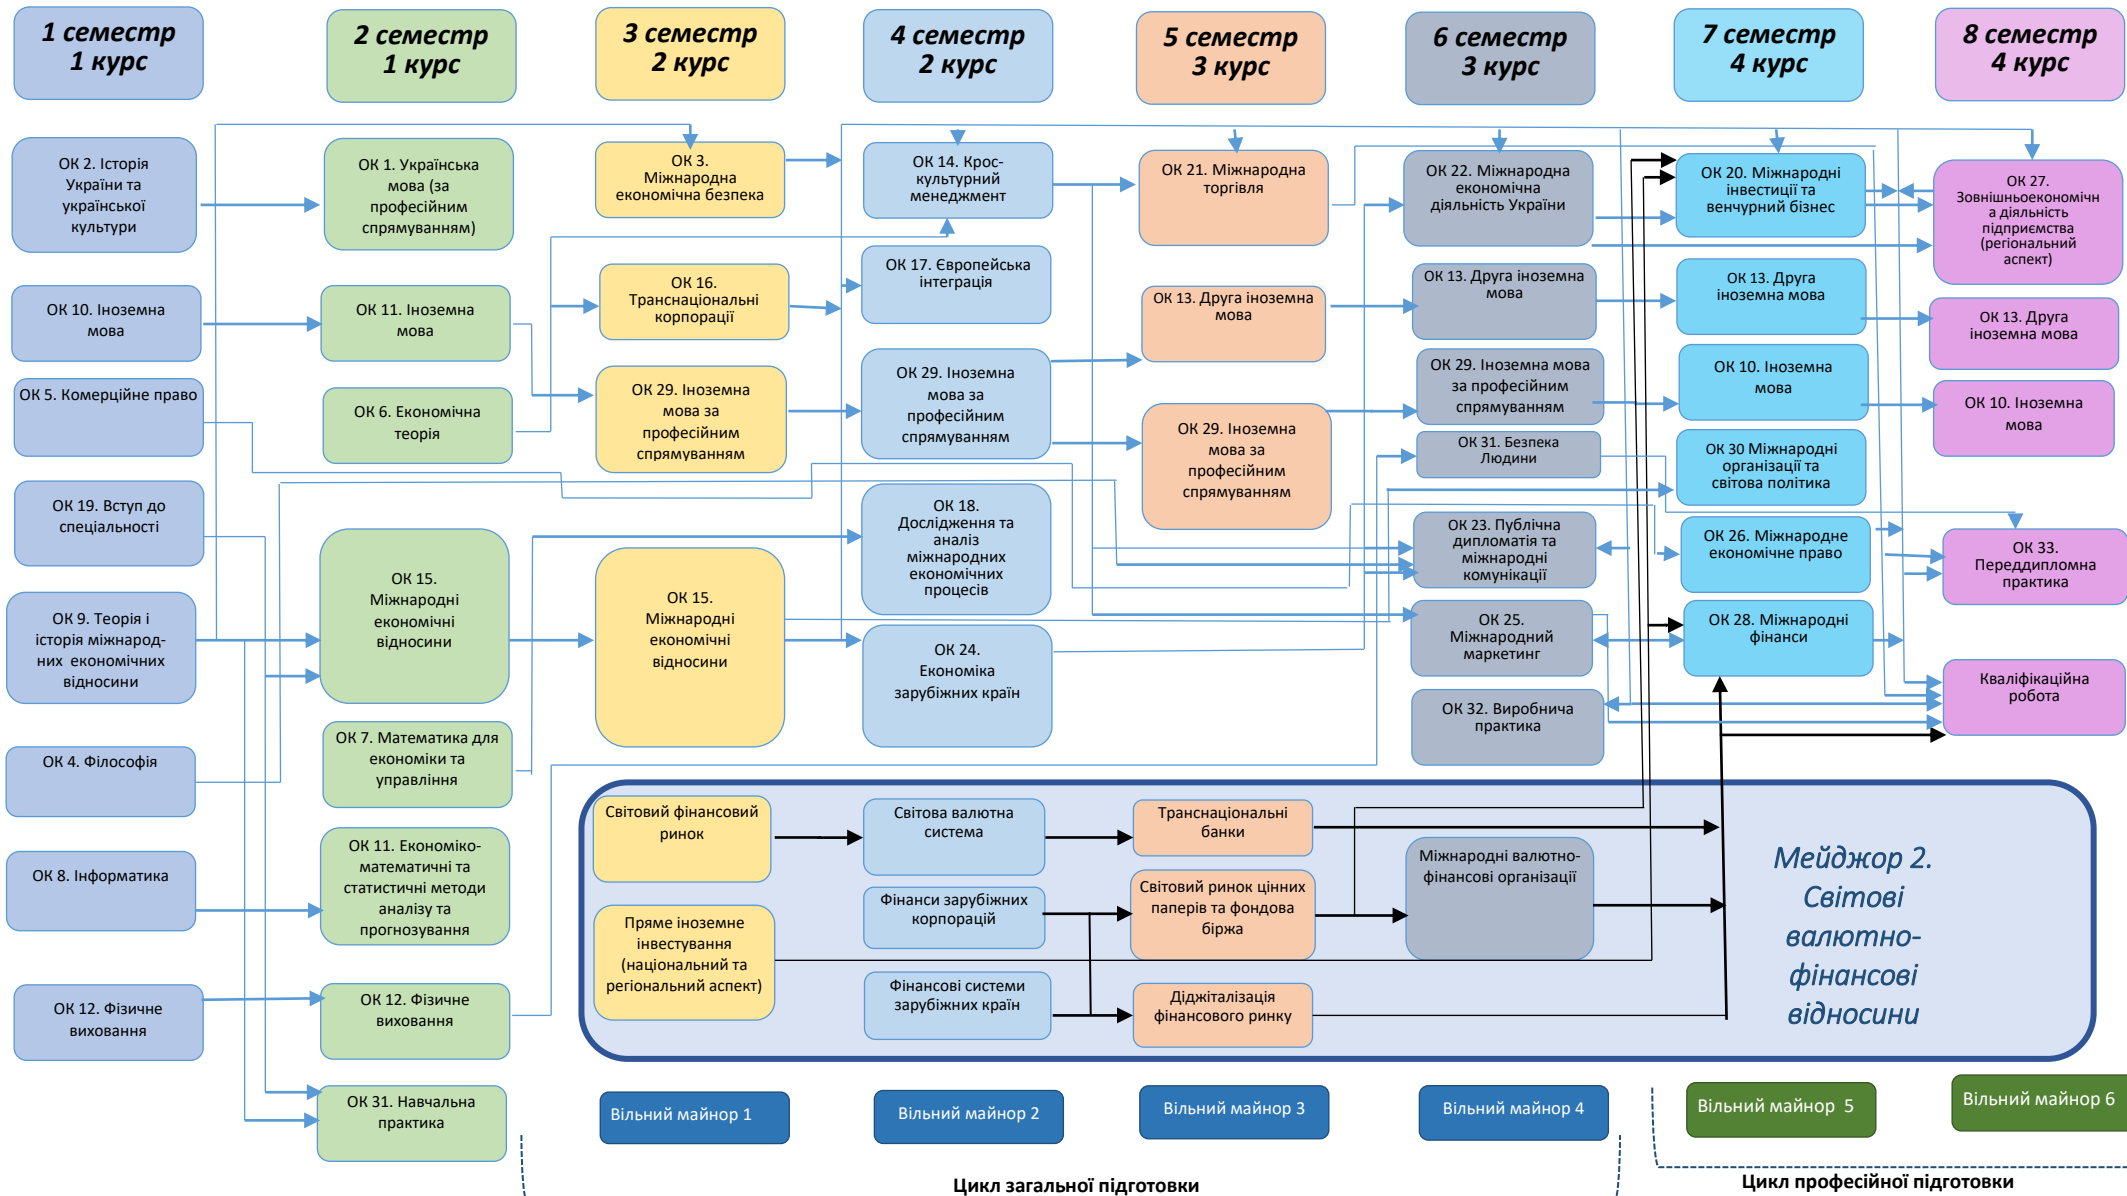 1 семестр
1 курс
2 семестр
1 курс
3 семестр
2 курс
4 семестр
2 курс
5 семестр
3 курс
6 семестр
3 курс
7 семестр
4 курс
8 семестр
4 курс
ОК 2. Історія
України та
української
культури
ОК 10. Іноземна
мова
ОК 5. Комерційне право
ОК 19. Вступ до
спеціальності
ОК 9. Теорія і
історія міжнарод-
них економічних
відносини
ОК 4. Філософія
ОК 8. Інформатика
ОК 12. Фізичне
виховання
ОК 1. Українська
мова (за
професійним
спрямуванням)
ОК 11. Іноземна
мова
ОК 6. Економічна
теорія
ОК 15.
Міжнародні
економічні
відносини
ОК 7. Математика для
економіки та
управління
ОК 11. Економіко-
математичні та
статистичні методи
аналізу та
прогнозування
ОК 12. Фізичне
виховання
ОК 31. Навчальна
практика
ОК 3.
Міжнародна
економічна безпека
ОК 16.
Транснаціональні
корпорації
ОК 29. Іноземна
мова за
професійним
спрямуванням
ОК 15.
Міжнародні
економічні
відносини
ОК 14. Крос-
культурний
менеджмент
ОК 17. Європейська
інтеграція
ОК 29. Іноземна
мова за
професійним
спрямуванням
ОК 18.
Дослідження та
аналіз
міжнародних
економічних
процесів
ОК 24.
Економіка
зарубіжних країн
ОК 21. Міжнародна
торгівля
ОК 13. Друга іноземна
мова
ОК 29. Іноземна
мова за
професійним
спрямуванням
ОК 22. Міжнародна
економічна
діяльність України
ОК 13. Друга іноземна
мова
ОК 29. Іноземна мова
за професійним
спрямуванням
ОК 31. Безпека
Людини
ОК 23. Публічна
дипломатія та
міжнародні
комунікації
ОК 25.
Міжнародний
маркетинг
ОК 32. Виробнича
практика
ОК 20. Міжнародні
інвестиції та
венчурний бізнес
ОК 13. Друга
іноземна мова
ОК 10. Іноземна
мова
ОК 30 Міжнародні
організації та
світова політика
ОК 26. Міжнародне
економічне право
ОК 28. Міжнародні
фінанси
ОК 27.
Зовнішньоекономічн
а діяльність
підприємства
(регіональний
аспект)
ОК 13. Друга
іноземна мова
ОК 10. Іноземна
мова
ОК 33.
Переддипломна
практика
Кваліфікаційна
робота
Світовий фінансовий
ринок
Пряме іноземне
інвестування
(національний та
регіональний аспект)
Світова валютна
система
Фінанси зарубіжних
корпорацій
Фінансові системи
зарубіжних країн
Транснаціональні
банки
Світовий ринок цінних
паперів та фондова
біржа
Діджіталізація
фінансового ринку
Міжнародні валютно-
фінансові організації
Мейджор 2.
Світові
валютно-
фінансові
відносини
Вільний майнор 1
Вільний майнор 2
Вільний майнор 3
Вільний майнор 4
Вільний майнор 5
Вільний майнор 6
Цикл загальної підготовки
Цикл професійної підготовки